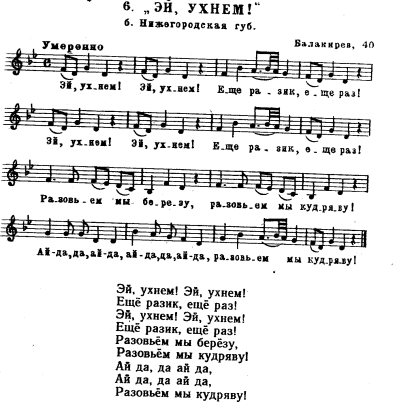 6. „ЭЙ, УХНЕМ!“
б. Нижегородская губ.
Умеренно
Балакирев, 40
Эй, ух-нем! Эй, ух-нем! Е-ще ра-зик, е-ще раз!
Эй, ух-нем! Эй, ух-нем! Е-ще ра-зик, е-ще раз!
Ра-зовь-ем мы бе-ре-зу, ра-зовь-ем мы куд-ря-ву!
Ай-да,да,ай-да, ай-да,да,ай-да, ра-зовь-ем мы куд-ря-ву!
Эй, ухнем! Эй, ухнем!
Ещё разик, ещё раз!
Эй, ухнем! Эй, ухнем!
Ещё разик, ещё раз!
Разовьём мы берёзу,
Разовьём мы кудряву!
Ай да, да ай да,
Ай да, да ай да,
Разовьём мы кудряву!